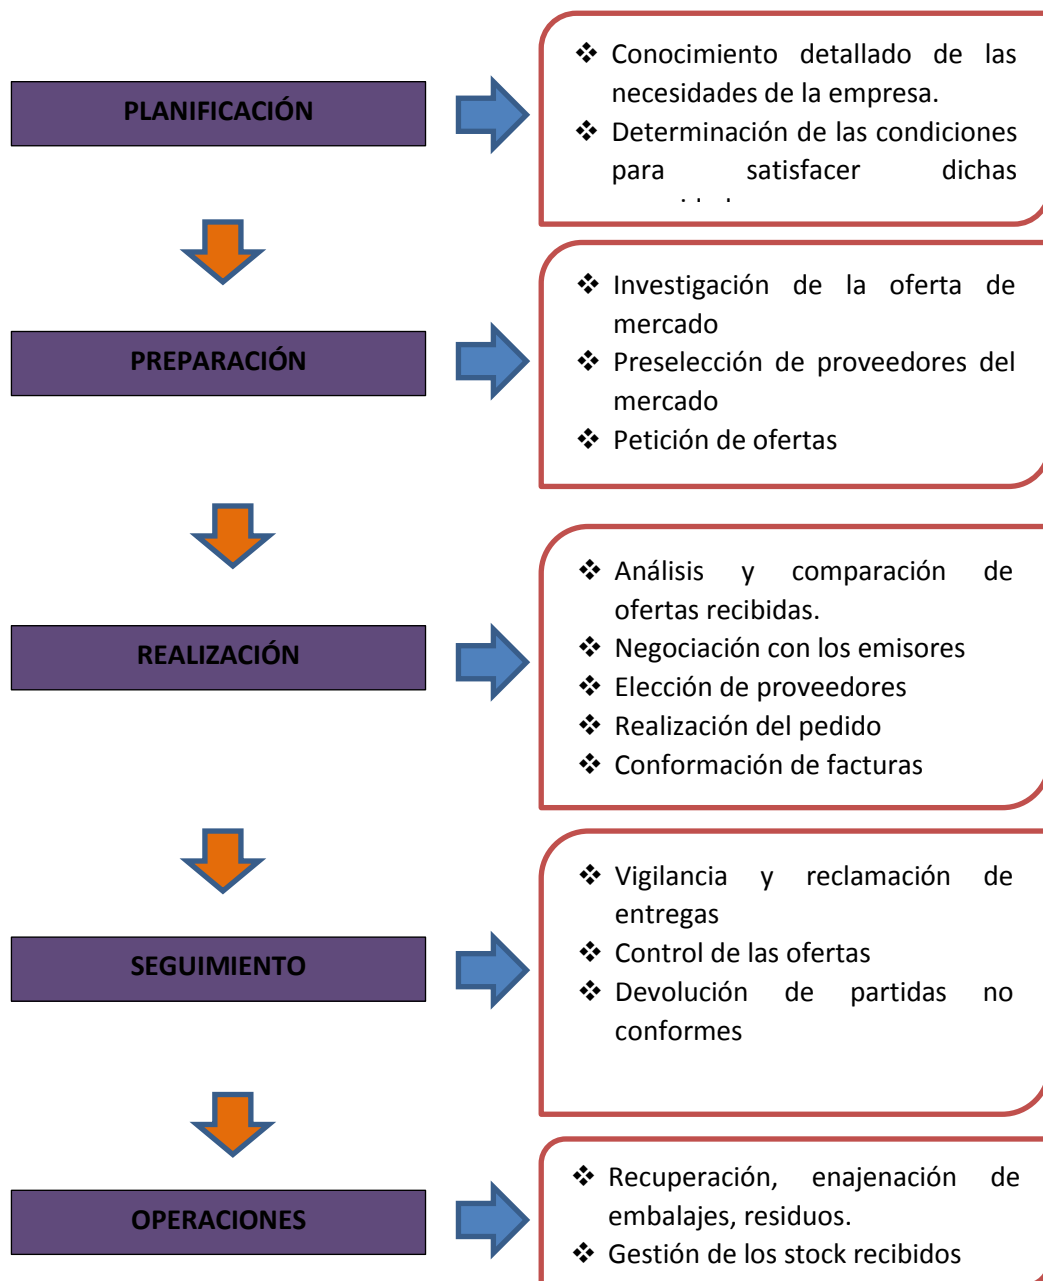 PLANIFICACIÓN
❖ Conocimiento detallado de las
necesidades de la empresa.
❖ Determinación de las condiciones
para satisfacer dichas
PREPARACIÓN
❖ Investigación de la oferta de
mercado
❖ Preselección de proveedores del
mercado
❖ Petición de ofertas
REALIZACIÓN
❖ Análisis y comparación de
ofertas recibidas.
❖ Negociación con los emisores
❖ Elección de proveedores
❖ Realización del pedido
❖ Conformación de facturas
SEGUIMIENTO
❖ Vigilancia y reclamación de
entregas
❖ Control de las ofertas
❖ Devolución de partidas no
conformes
OPERACIONES
❖ Recuperación, enajenación de
embalajes, residuos.
❖ Gestión de los stock recibidos